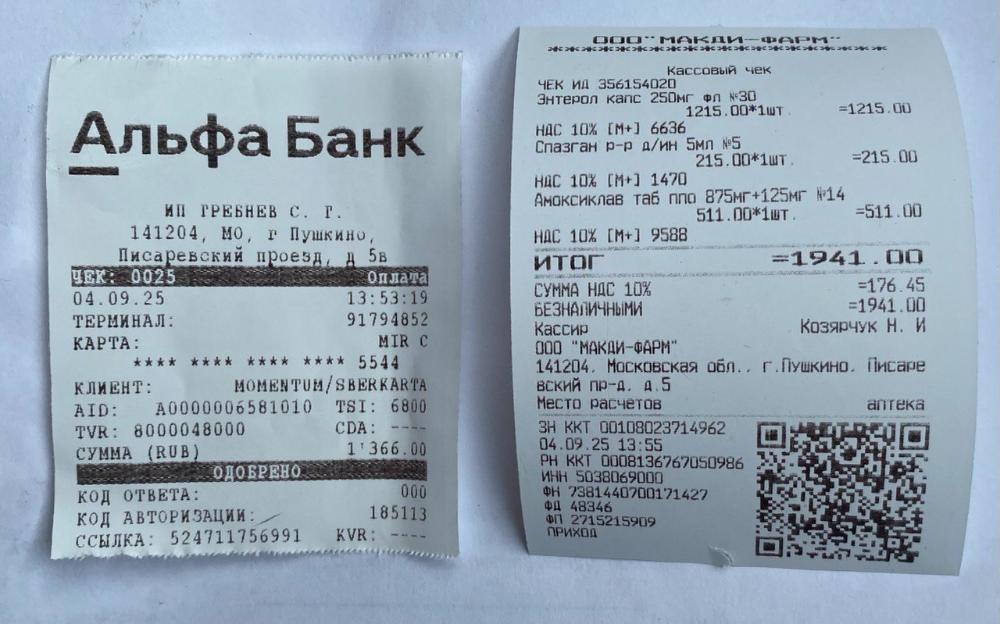 Альфа Банк
ИП ГРЕБНЕВ С. Г.
141204, МО, г Пушкино,
Писаревский проезд, д 5в
ЧЕК: 0025 Оплата
04.09.25 13:53:19
ТЕРМИНАЛ: 91794852
КАРТА: MIR C
**** **** **** **** 5544
КЛИЕНТ: MOMENTUM/SBERKARTA
AID: A0000006581010 TSI: 6800
TVR: 8000048000 CDA: ----
СУММА (RUB) 1'366.00
ОДОБРЕНО
КОД ОТВЕТА: 000
КОД АВТОРИЗАЦИИ: 185113
ССЫЛКА: 524711756991 KVR: ----
ООО"МАКДИ-ФАРМ"
************************************
Кассовый чек
ЧЕК ИД 356154020
Энтерол капс 250мг фл №30
1215.00*1шт. =1215.00
НДС 10% [М+] 6636
Спазган р-р д/ин 5мл №5
215.00*1шт. =215.00
НДС 10% [М+] 1470
Амоксиклав таб ппо 875мг+125мг №14
511.00*1шт. =511.00
НДС 10% [М+] 9588
ИТОГ =1941.00
СУММА НДС 10% =176.45
БЕЗНАЛИЧНЫМИ =1941.00
Кассир Козярчук Н. И
ООО "МАКДИ-ФАРМ"
141204. Московская обл.. г.Пушкино. Писаре
вский пр-д. д.5
Место расчетов аптека
ЗН ККТ 00108023714962
04.09.25 13:55
РН ККТ 0008136767050986
ИНН 5038069000
ФН 7381440700171427
ФД 48346
ФП 2715215909
ПРИХОД